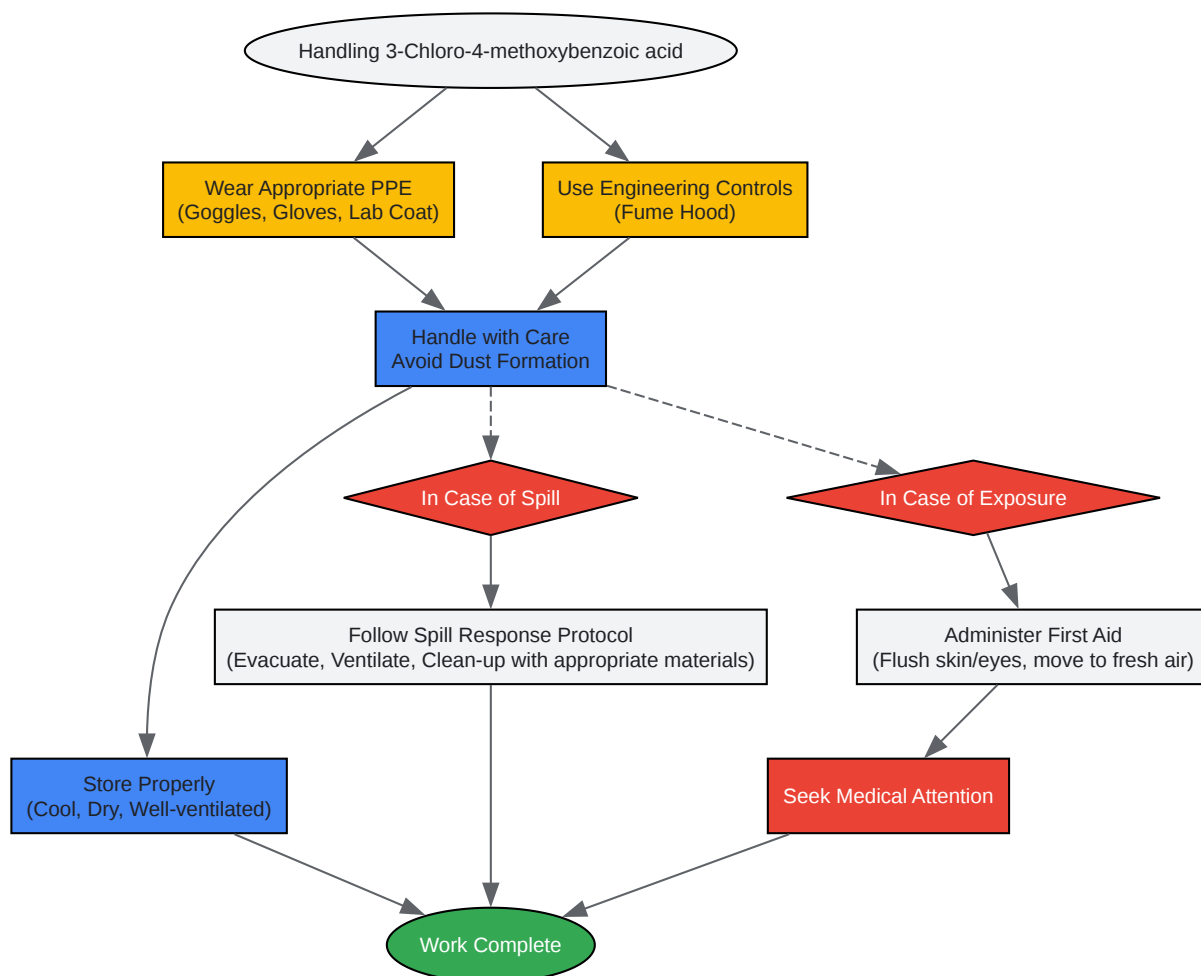 Handling 3-Chloro-4-methoxybenzoic acid
Wear Appropriate PPE
(Goggles, Gloves, Lab Coat)
Use Engineering Controls
(Fume Hood)
Handle with Care
Avoid Dust Formation
In Case of Spill
In Case of Exposure
Follow Spill Response Protocol
(Evacuate, Ventilate, Clean-up with appropriate materials)
Administer First Aid
(Flush skin/eyes, move to fresh air)
Store Properly
(Cool, Dry, Well-ventilated)
Seek Medical Attention
Work Complete